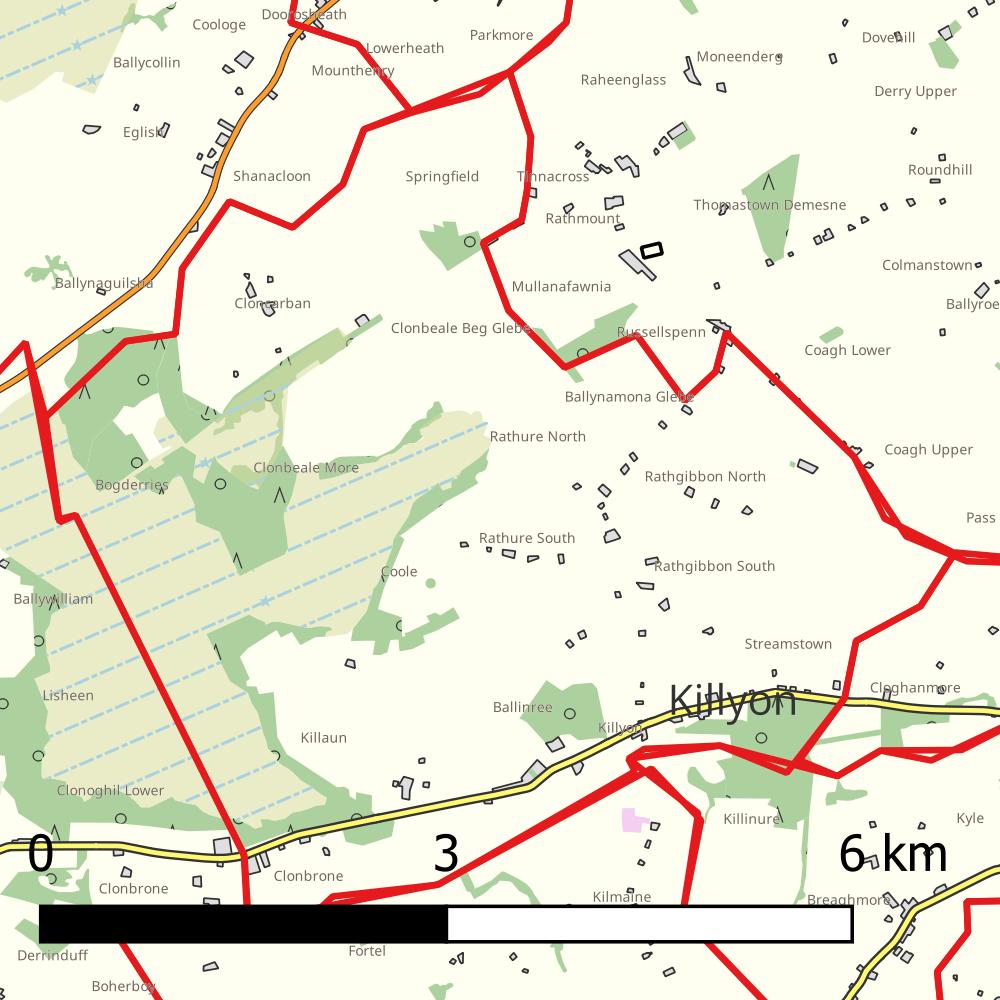 Doorosheath
Coologe
Parkmore
Lowerheath
Dovehill
Moneenderg
Ballycollin
Mounthenry
Raheenglass
Derry Upper
Eglish
Roundhill
Shanacloon
Springfield
Tinnacross
Thomastown Demesne
Rathmount
Colmanstown
Ballynaguilsha
Mullanafawnia
Cloncarban
Ballyroe
Clonbeale Beg Glebe
Russellspenn
Coagh Lower
Ballynamona Glebe
Rathure North
Coagh Upper
Clonbeale More
Rathgibbon North
Bogderries
Pass
Rathure South
Rathgibbon South
Coole
Ballywilliam
Streamstown
Cloghanmore
Lisheen
Killyon
Ballinree
Killyon
Killaun
Clonoghil Lower
Killinure
Kyle
0 3 6 km
Clonbrone
Clonbrone
Kilmaine
Breaghmore
Derrinduff
Fortel
Boherboy